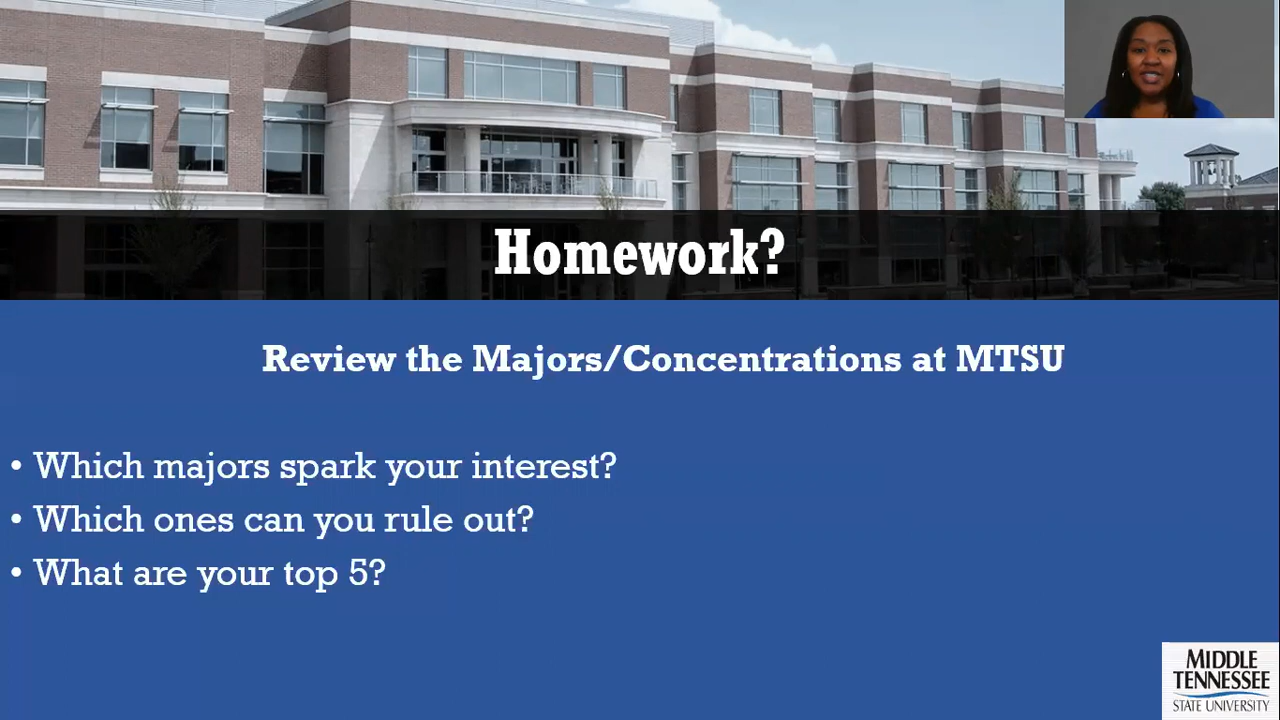 Homework?
Review the Majors/Concentrations at MTSU
• Which majors spark your interest?
• Which ones can you rule out?
• What are your top 5?
MIDDLE
TENNESSEE
STATE UNIVERSITY